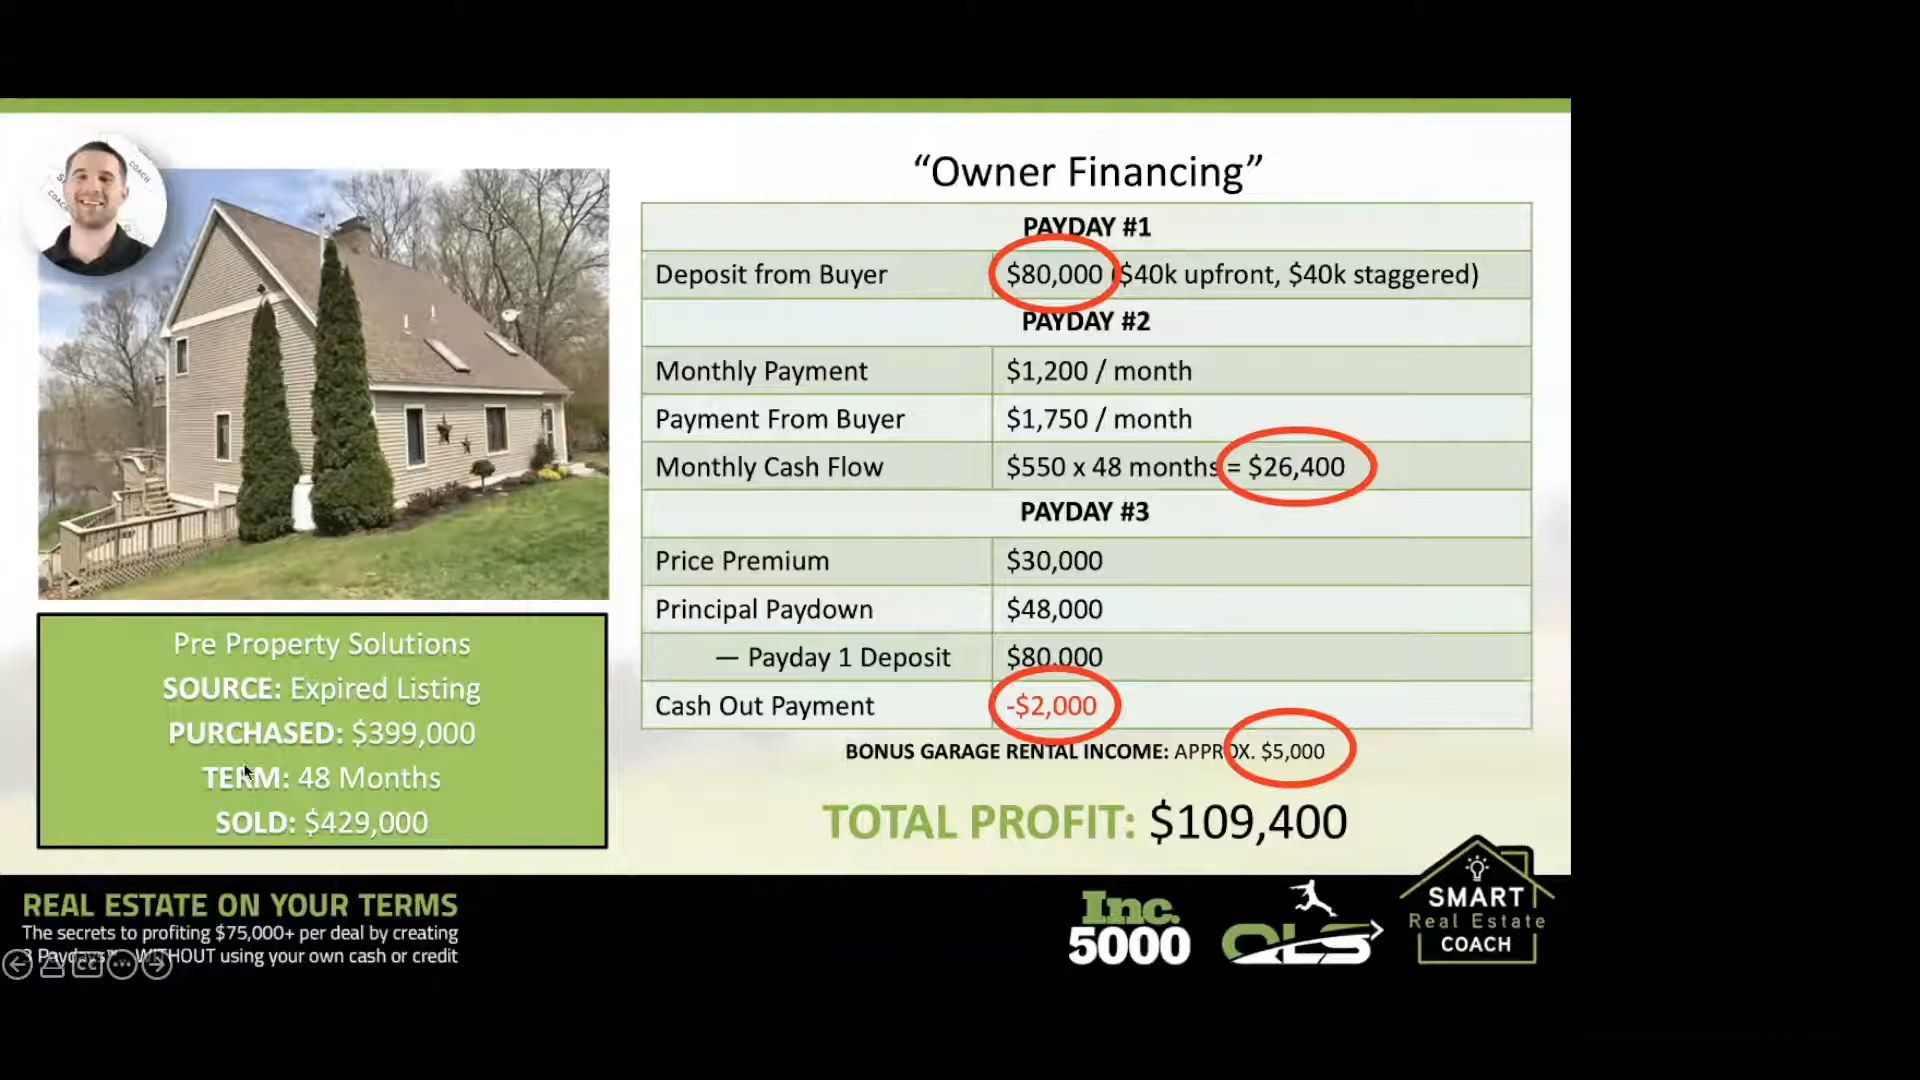 “Owner Financing”
PAYDAY #1
Deposit from Buyer $80,000 ($40k upfront, $40k staggered)
PAYDAY #2
Monthly Payment $1,200 / month
Payment From Buyer $1,750 / month
Monthly Cash Flow $550 x 48 months = $26,400
PAYDAY #3
Price Premium $30,000
Principal Paydown $48,000
— Payday 1 Deposit $80,000
Cash Out Payment -$2,000
BONUS GARAGE RENTAL INCOME: APPROX. $5,000
TOTAL PROFIT: $109,400
Pre Property Solutions
SOURCE: Expired Listing
PURCHASED: $399,000
TERM: 48 Months
SOLD: $429,000
REAL ESTATE ON YOUR TERMS
The secrets to profiting $75,000+ per deal by creating
3 Paydays™ WITHOUT using your own cash or credit
Inc.
5000
QLS
SMART
Real Estate
COACH
COACH